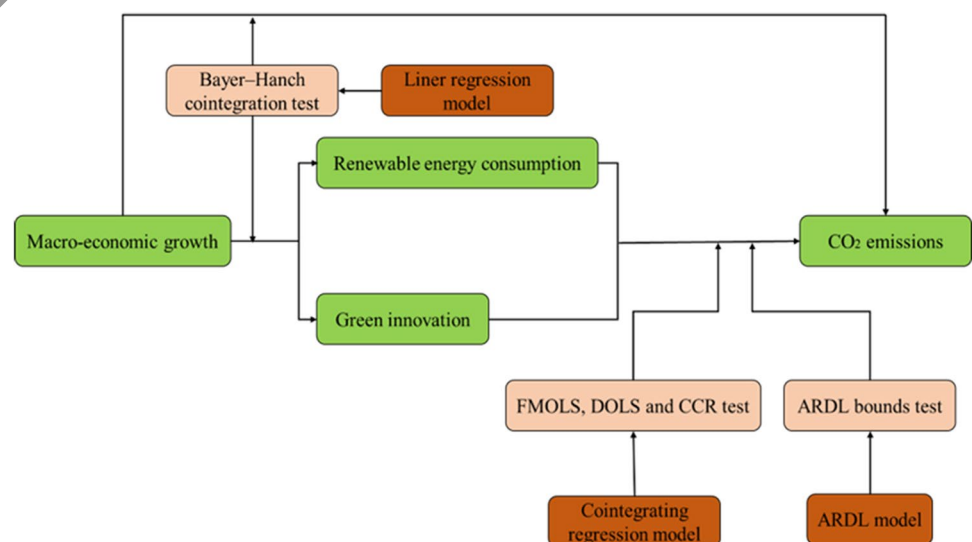 Bayer–Hanch
cointegration test
Liner regression
model
Renewable energy consumption
Macro-economic growth
CO₂ emissions
Green innovation
FMOLS, DOLS and CCR test
ARDL bounds test
Cointegrating
regression model
ARDL model